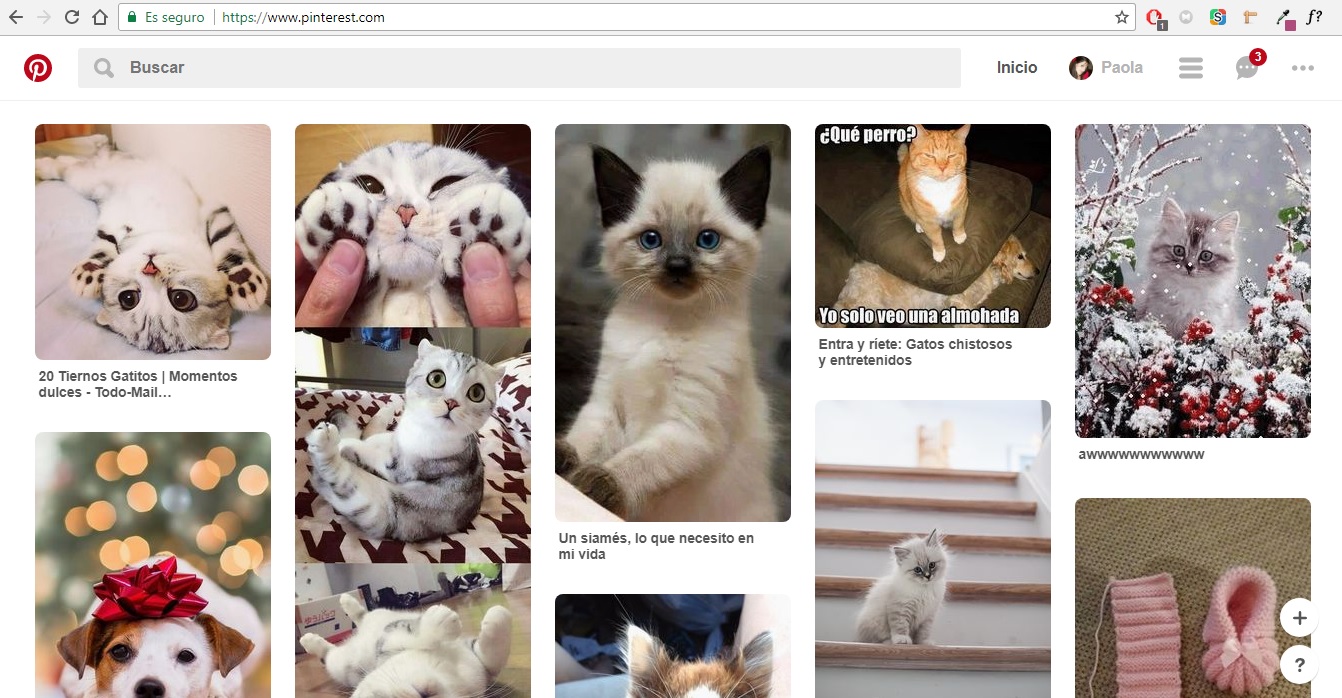 Es seguro
https://www.pinterest.com
1
S
f?
Buscar
Inicio
Paola
3
20 Tiernos Gatitos | Momentos
dulces - Todo-Mail…
Un siamés, lo que necesito en
mi vida
¿Qué perro?
Yo solo veo una almohada
Entra y ríete: Gatos chistosos
y entretenidos
awwwwwwwwwww
+
?